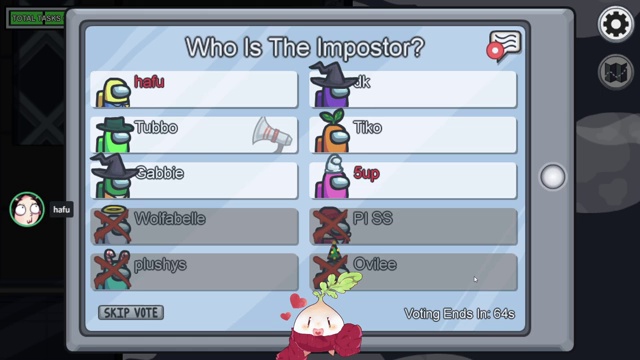 TOTAL TASKS
Who Is The Impostor?
hafu
Tubbo
Tiko
Gabbie
5up
hafu
Wolfabelle
PI SS
plushys
Ovilee
SKIP VOTE
Voting Ends In: 64s